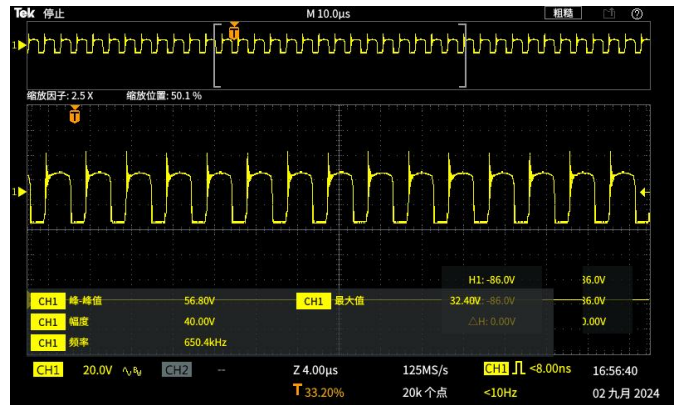 Tek 停止 M 10.0μs 粗糙
1
T
缩放因子: 2.5 X 缩放位置: 50.1 %
T
1
H1: -86.0V 36.0V
CH1 峰-峰值 56.80V CH1 最大值 32.40V : -86.0V 36.0V
CH1 幅度 40.00V △H: 0.00V 0.00V
CH1 频率 650.4kHz
CH1 20.0V CH2 -- Z 4.00μs 125MS/s CH1 <8.00ns 16:56:40
T 33.20% 20k 个点 <10Hz 02 九月 2024